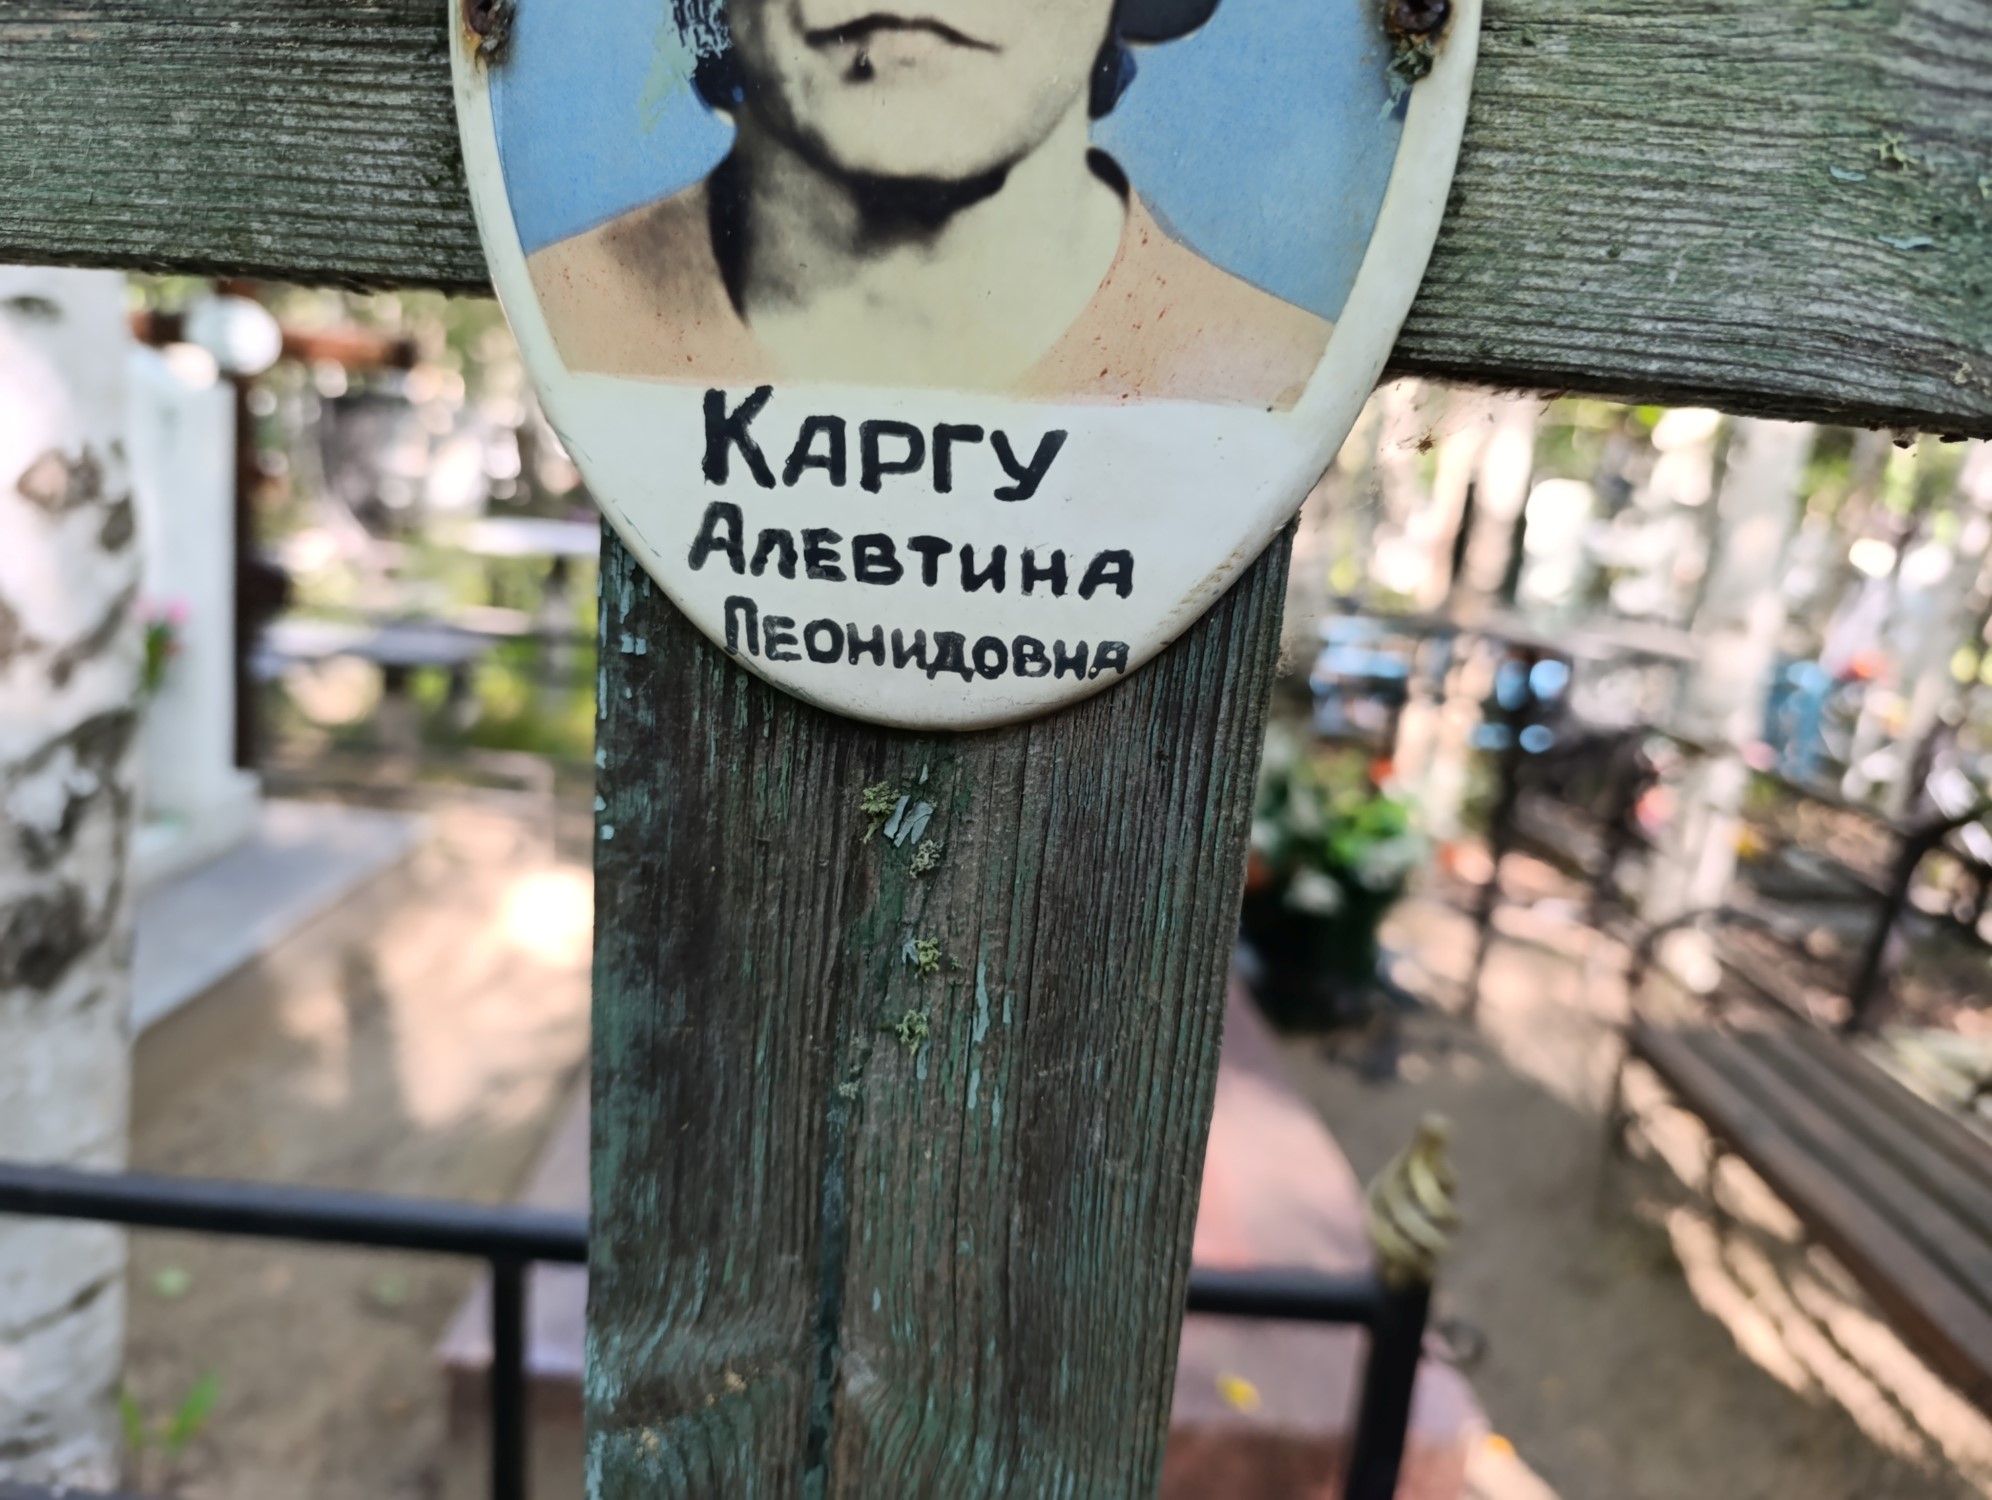 Каргу
Алевтина
Леонидовна